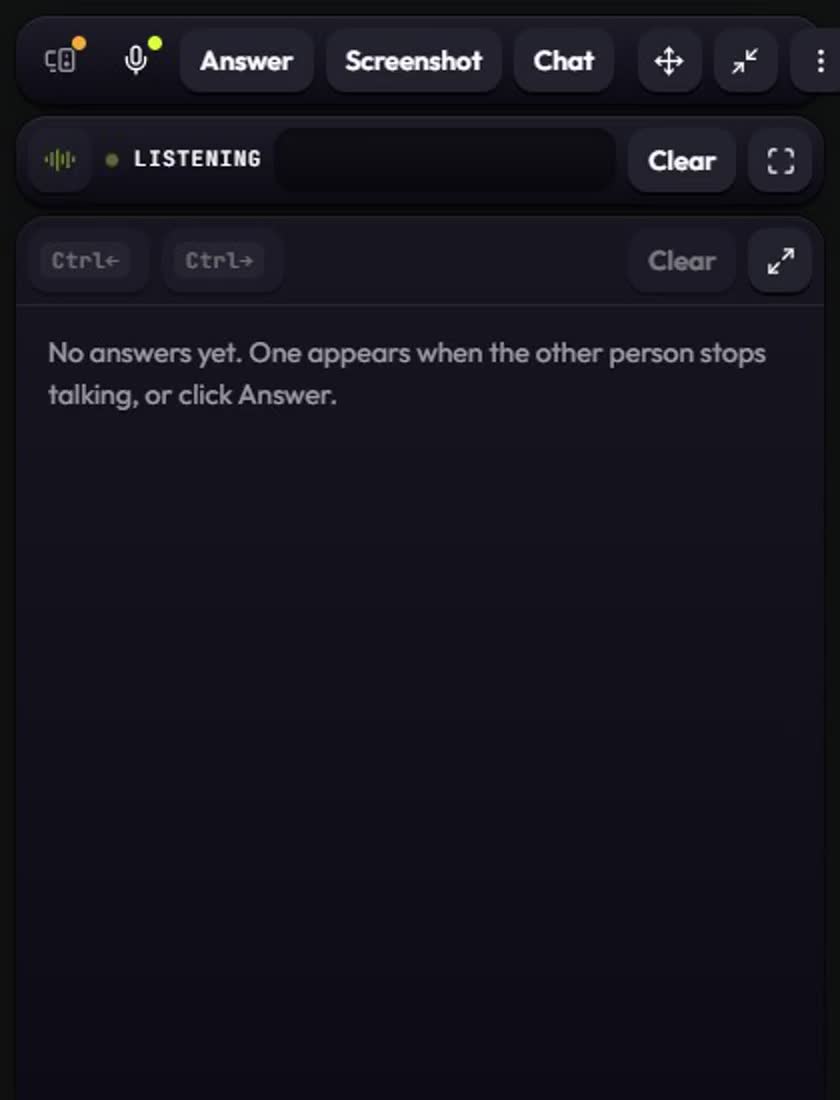 Answer Screenshot Chat
LISTENING Clear
Ctrl← Ctrl→ Clear
No answers yet. One appears when the other person stops
talking, or click Answer.